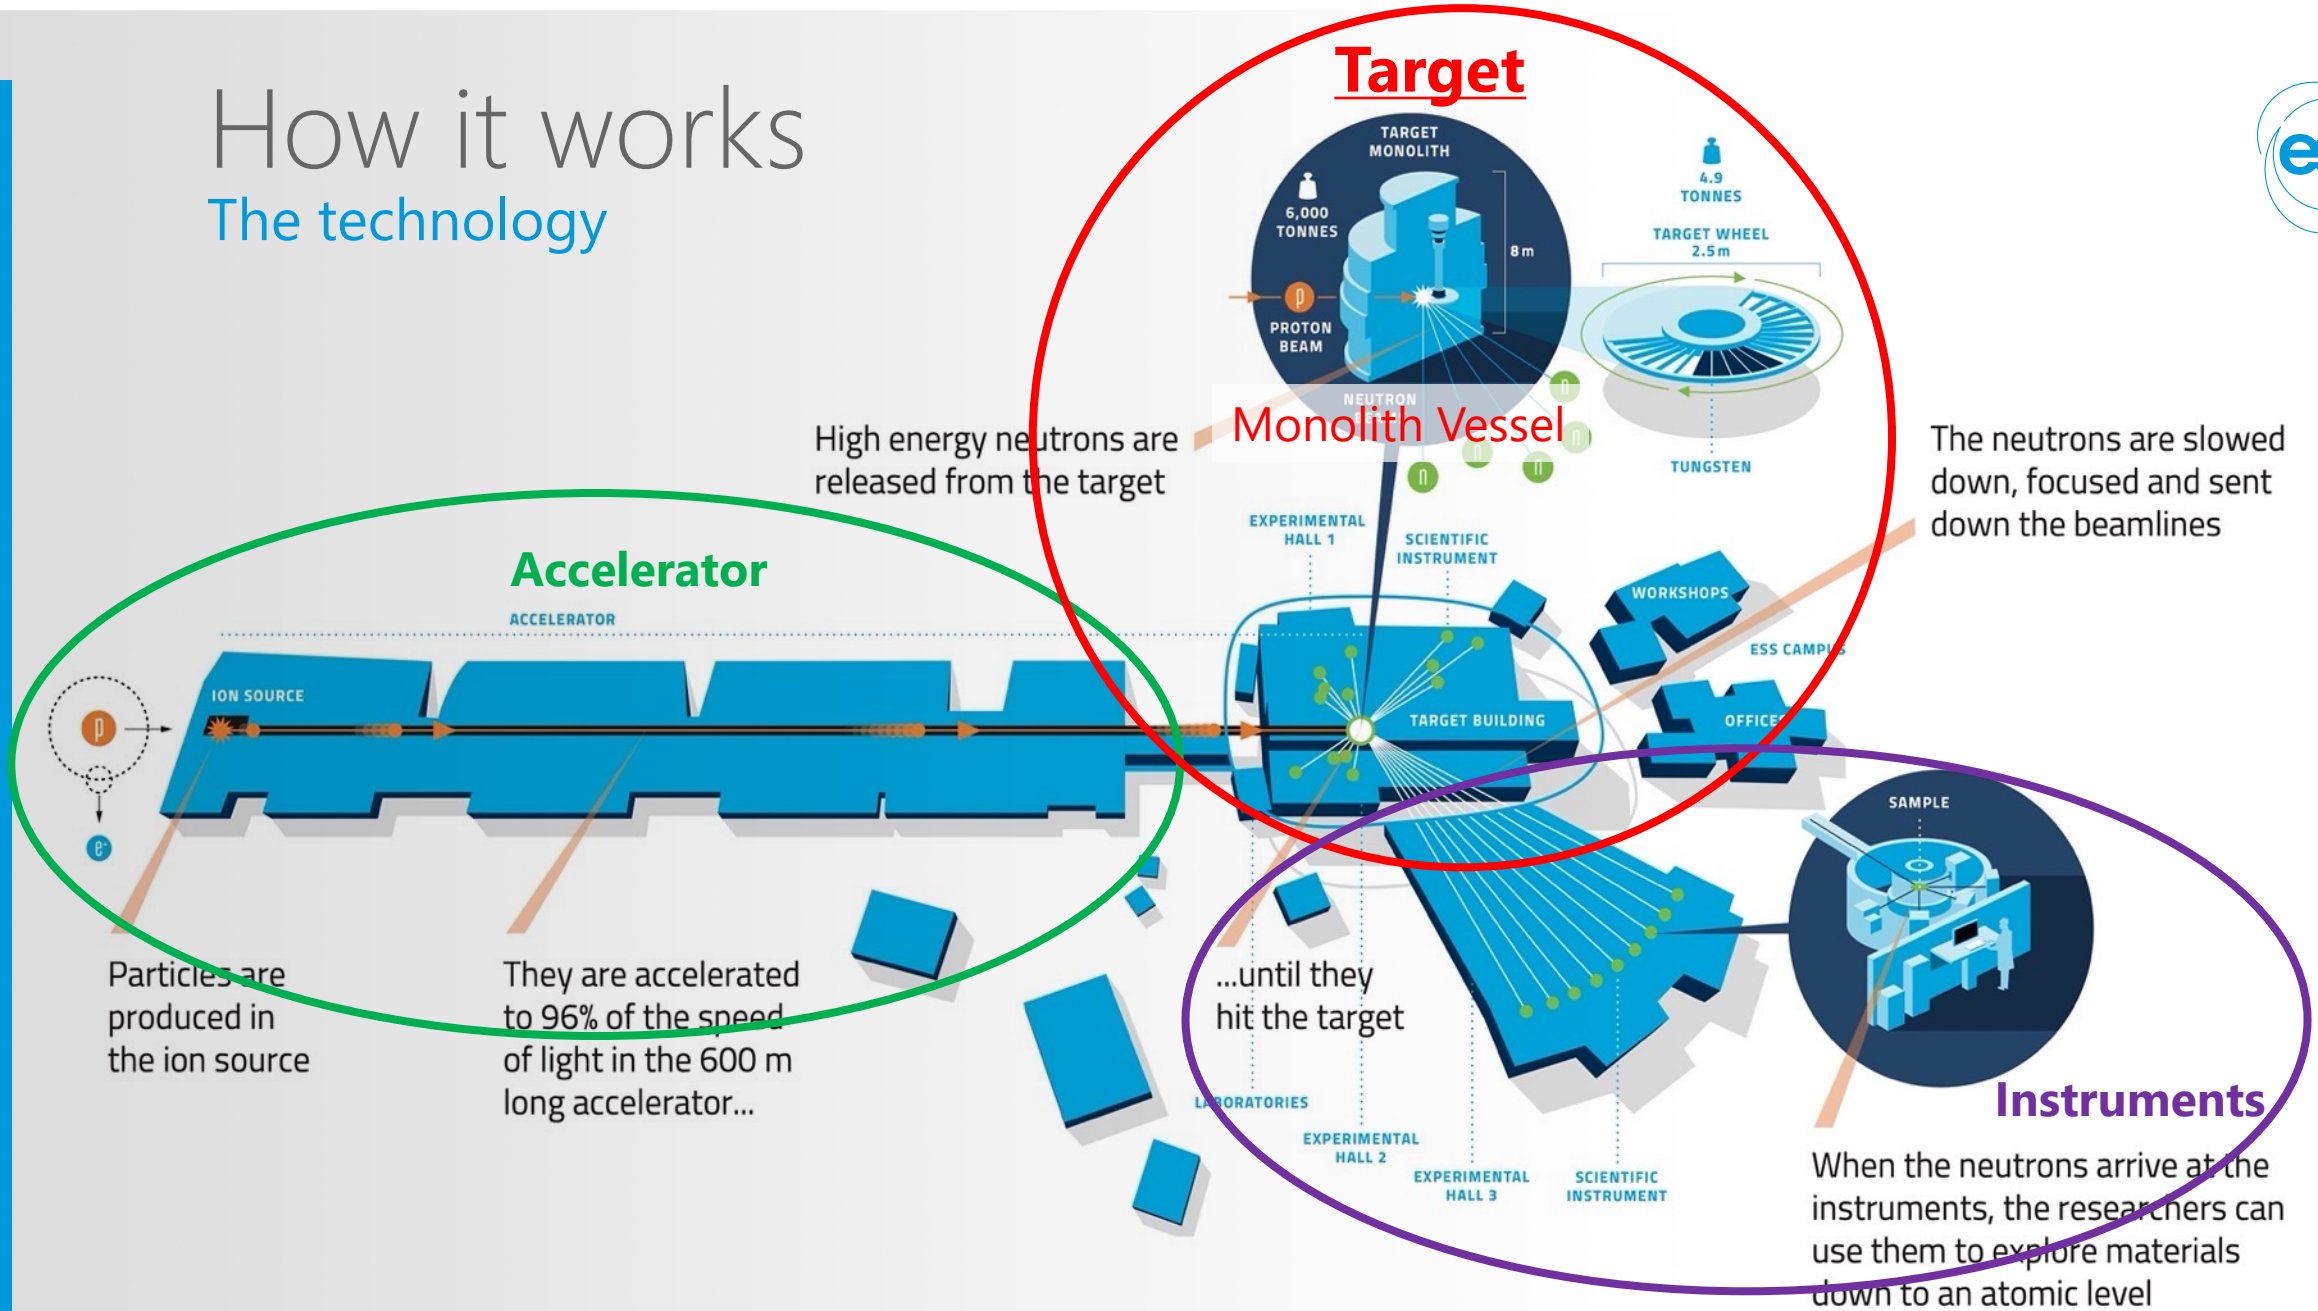 How it works
The technology
Target
TARGET
MONOLITH
6,000
TONNES
8 m
p
PROTON
BEAM
NEUTRON
Monolith Vessel
n
n
n
n
n
4.9
TONNES
TARGET WHEEL
2.5 m
TUNGSTEN
High energy neutrons are
released from the target
The neutrons are slowed
down, focused and sent
down the beamlines
EXPERIMENTAL
HALL 1
SCIENTIFIC
INSTRUMENT
Accelerator
ACCELERATOR
ION SOURCE
p
e-
WORKSHOPS
ESS CAMPUS
OFFICES
TARGET BUILDING
SAMPLE
Particles are
produced in
the ion source
They are accelerated
to 96% of the speed
of light in the 600 m
long accelerator...
...until they
hit the target
LABORATORIES
EXPERIMENTAL
HALL 2
EXPERIMENTAL
HALL 3
SCIENTIFIC
INSTRUMENT
Instruments
When the neutrons arrive at the
instruments, the researchers can
use them to explore materials
down to an atomic level